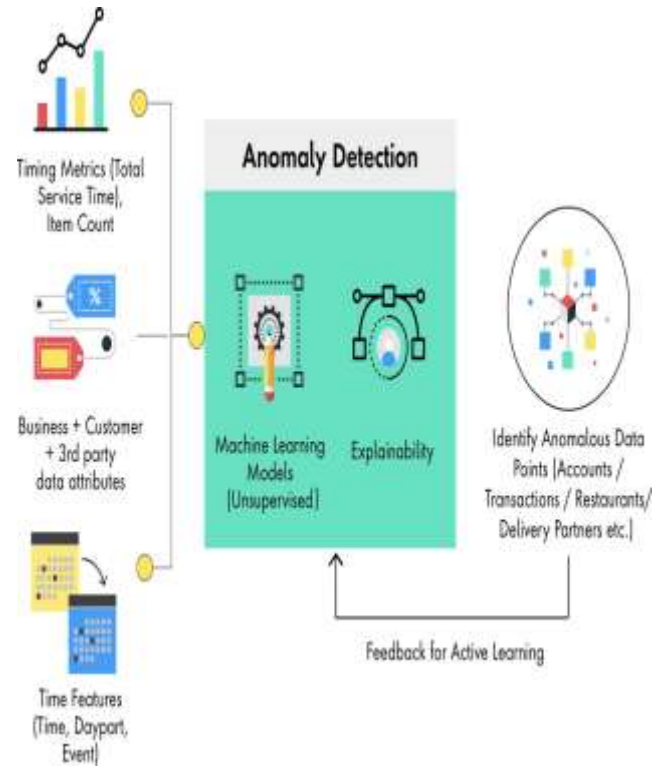 Timing Metrics (Total
Service Time),
Item Count
%
Business + Customer
+ 3rd party
data attributes
Time Features
(Time, Daypart,
Event)
Anomaly Detection
Machine Learning
Models
(Unsupervised)
Explainability
Identify Anomalous Data
Points (Accounts /
Transactions / Restaurants/
Delivery Partners etc.)
Feedback for Active Learning